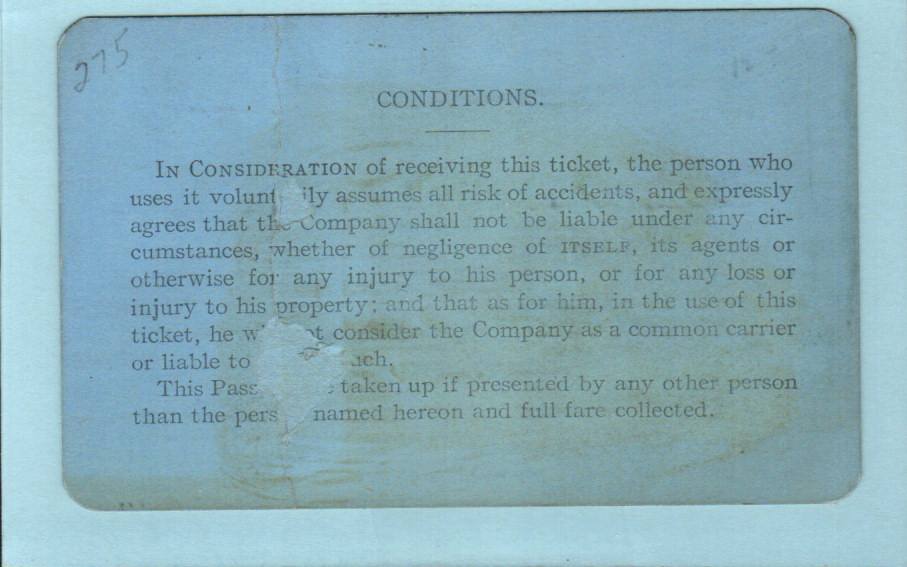 275
CONDITIONS.
IN CONSIDERATION of receiving this ticket, the person who
uses it assumes all risk of accidents, and expressly
agrees that the Company shall not be liable under any cir-
cumstances, whether of negligence of ITSELF, its agents or
otherwise for any injury to his person, or for any loss or
injury to his property; and that as for him, in the use of this
ticket, he consider the Company as a common carrier
or liable to
This Pass taken up if presented by any other person
than the named hereon and full fare collected.